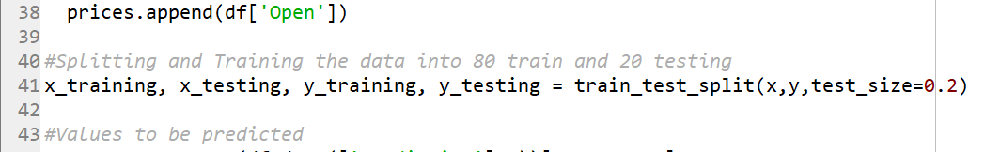 38 prices.append(df['Open'])
39
40 #Splitting and Training the data into 80 train and 20 testing
41 x_training, x_testing, y_training, y_testing = train_test_split(x,y,test_size=0.2)
42
43 #Values to be predicted